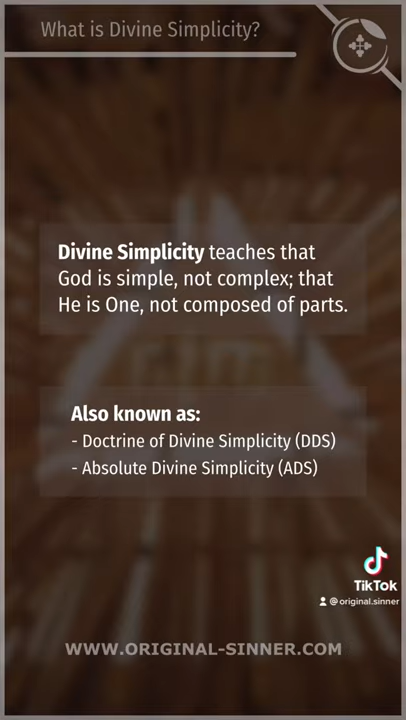 What is Divine Simplicity?
Divine Simplicity teaches that
God is simple, not complex; that
He is One, not composed of parts.
Also known as:
- Doctrine of Divine Simplicity (DDS)
- Absolute Divine Simplicity (ADS)
TikTok
@original.sinner
WWW.ORIGINAL-SINNER.COM